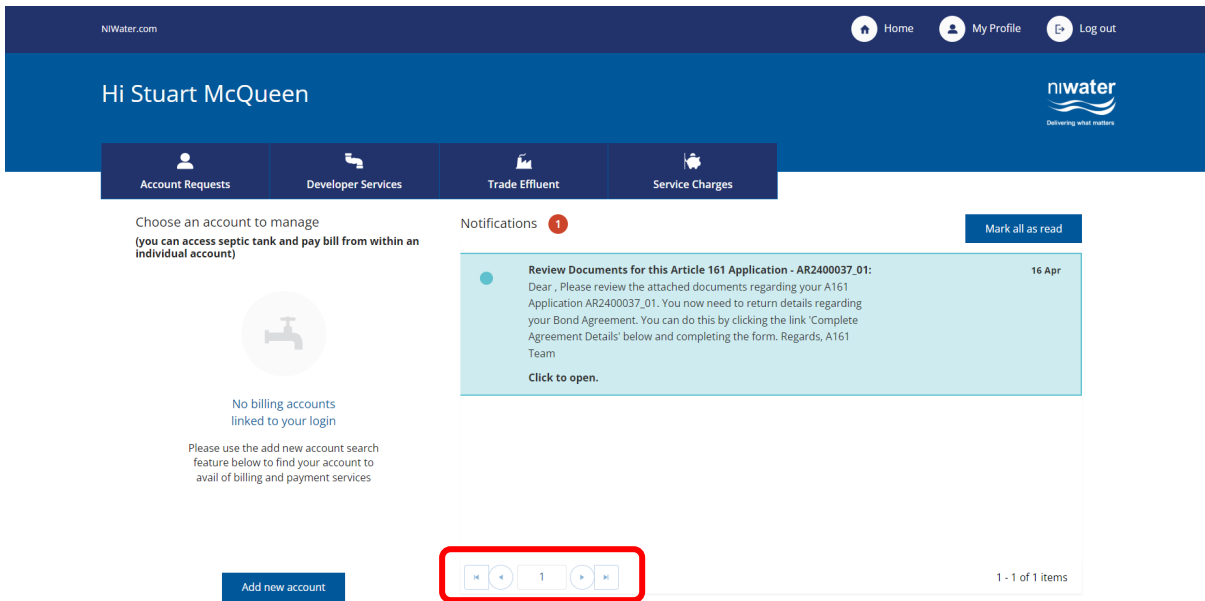 NIWater.com
Home
My Profile
Log out
Hi Stuart McQueen
niwater
Delivering what matters
Account Requests
Developer Services
Trade Effluent
Service Charges
Choose an account to manage
(you can access septic tank and pay bill from within an
individual account)
No billing accounts
linked to your login
Please use the add new account search
feature below to find your account to
avail of billing and payment services
Add new account
Notifications 1
Mark all as read
Review Documents for this Article 161 Application - AR2400037_01:
16 Apr
Dear , Please review the attached documents regarding your A161
Application AR2400037_01. You now need to return details regarding
your Bond Agreement. You can do this by clicking the link 'Complete
Agreement Details' below and completing the form. Regards, A161
Team
Click to open.
1
1 - 1 of 1 items